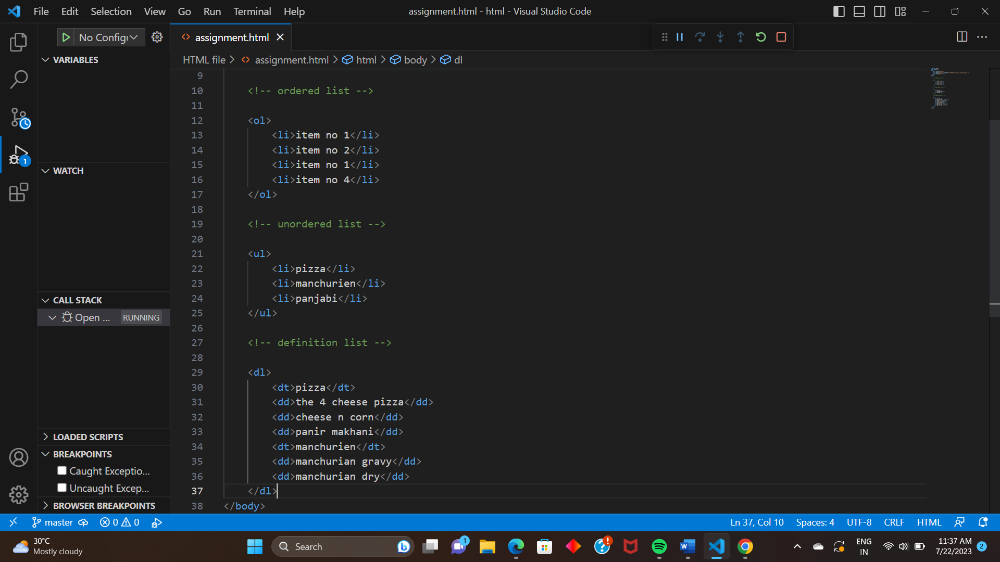 File Edit Selection View Go Run Terminal Help
assignment.html - html - Visual Studio Code
No Configu
assignment.html
HTML file > assignment.html > html > body > dl
VARIABLES
WATCH
CALL STACK
Open ... RUNNING
LOADED SCRIPTS
BREAKPOINTS
Caught Exceptio...
Uncaught Excep...
BROWSER BREAKPOINTS
1
9
10 <!-- ordered list -->
11
12 <ol>
13 <li>item no 1</li>
14 <li>item no 2</li>
15 <li>item no 1</li>
16 <li>item no 4</li>
17 </ol>
18
19 <!-- unordered list -->
20
21 <ul>
22 <li>pizza</li>
23 <li>manchurien</li>
24 <li>panjabi</li>
25 </ul>
26
27 <!-- definition list -->
28
29 <dl>
30 <dt>pizza</dt>
31 <dd>the 4 cheese pizza</dd>
32 <dd>cheese n corn</dd>
33 <dd>panir makhani</dd>
34 <dt>manchurien</dt>
35 <dd>manchurian gravy</dd>
36 <dd>manchurian dry</dd>
37 </dl>
38 </body>
master 0 0 Ln 37, Col 10 Spaces: 4 UTF-8 CRLF HTML
30°C
Mostly cloudy
Search
1
ENG
IN
11:37 AM
7/22/2023
2